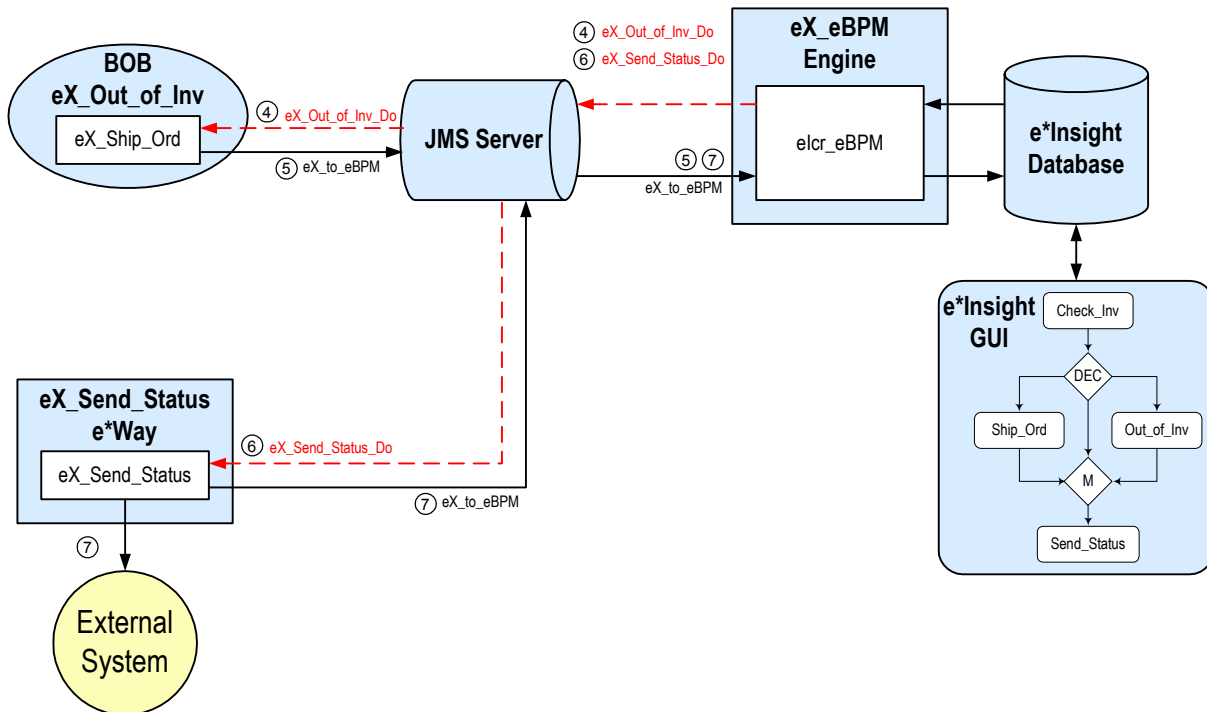 BOB
eX_Out_of_Inv
eX_Ship_Ord
4 eX_Out_of_Inv_Do
5 eX_to_eBPM
JMS Server
4 eX_Out_of_Inv_Do
6 eX_Send_Status_Do
5 7
eX_to_eBPM
eX_eBPM
Engine
eIcr_eBPM
e*Insight
Database
e*Insight
GUI
Check_Inv
DEC
Ship_Ord
Out_of_Inv
M
Send_Status
eX_Send_Status
e*Way
eX_Send_Status
6 eX_Send_Status_Do
7 eX_to_eBPM
7
External
System